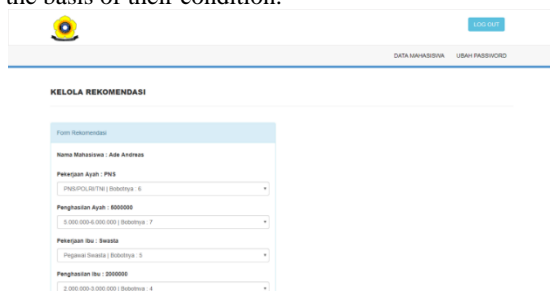 the basis of their condition.
LOG OUT
DATA MAHASISWA UBAH PASSWORD
KELOLA REKOMENDASI
Form Rekomendasi
Nama Mahasiswa : Ade Andreas
Pekerjaan Ayah : PNS
PNS/POLRI/TNI | Bobotnya : 6
Penghasilan Ayah : 6000000
5.000.000-6.000.000 | Bobotnya : 7
Pekerjaan Ibu : Swasta
Pegawai Swasta | Bobotnya : 3
Penghasilan Ibu : 2000000
2.000.000-3.000.000 | Bobotnya : 4